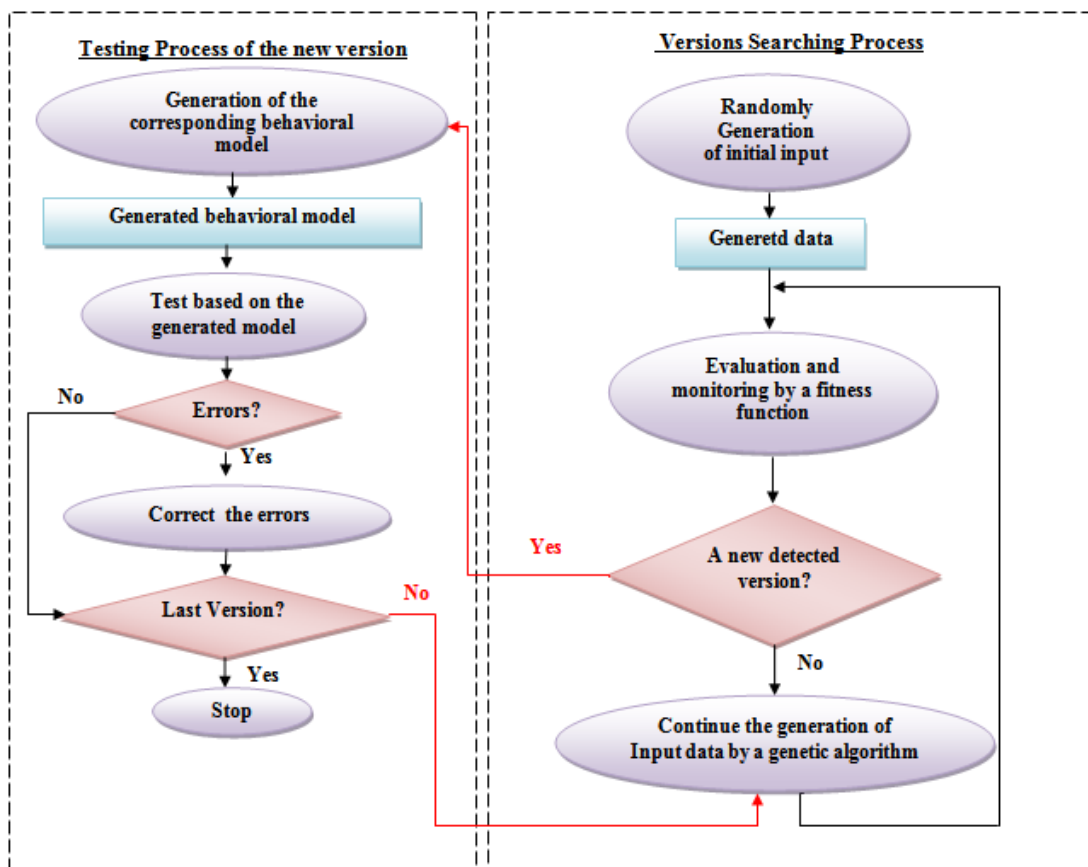 Testing Process of the new version
Generation of the
corresponding behavioral
model
Generated behavioral model
Test based on the
generated model
No
Errors?
Yes
Correct the errors
No
Last Version?
Yes
Stop
Versions Searching Process
Randomly
Generation
of initial input
Generetd data
Evaluation and
monitoring by a fitness
function
Yes
A new detected
version?
No
Continue the generation of
Input data by a genetic algorithm